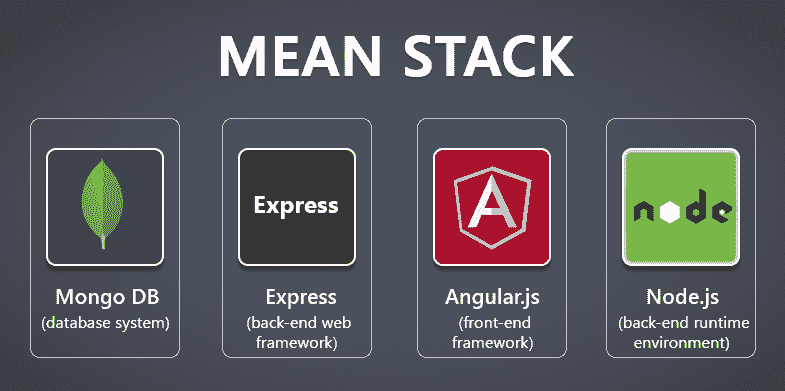 MEAN STACK
Express
node
Mongo DB
(database system)
Express
(back-end web
framework)
Angular.js
(front-end
framework)
Node.js
(back-end runtime
environment)